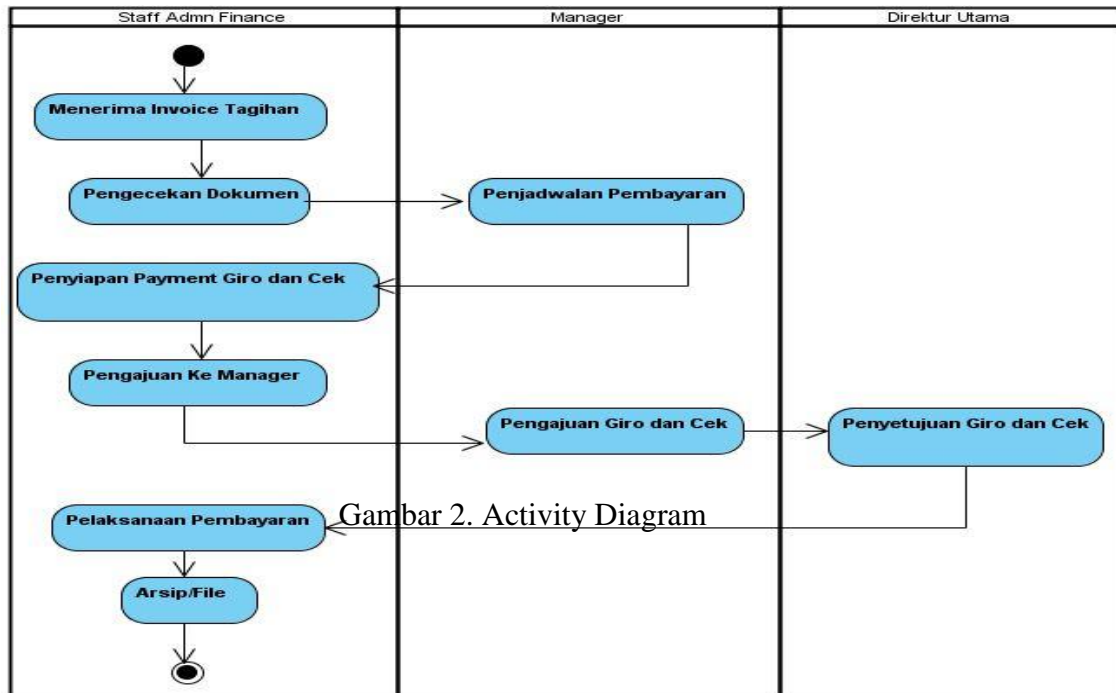 Staff Admn Finance
Manager
Direktur Utama
Menerima Invoice Tagihan
Pengecekan Dokumen
Penjadwalan Pembayaran
Penyiapan Payment Giro dan Cek
Pengajuan Ke Manager
Pengajuan Giro dan Cek
Penyetujuan Giro dan Cek
Pelaksanaan Pembayaran
Gambar 2. Activity Diagram
Arsip/File